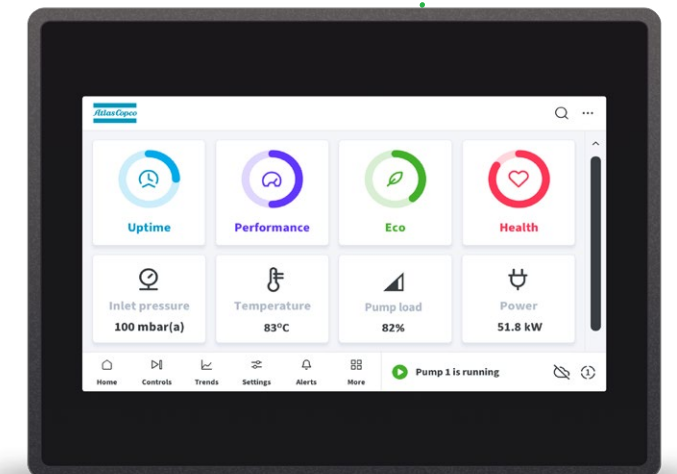 Atlas Copco
Uptime
Performance
Eco
Health
Inlet pressure
100 mbar(a)
Temperature
83°C
Pump load
82%
Power
51.8 kW
Home
Controls
Trends
Settings
Alerts
More
Pump 1 is running
1